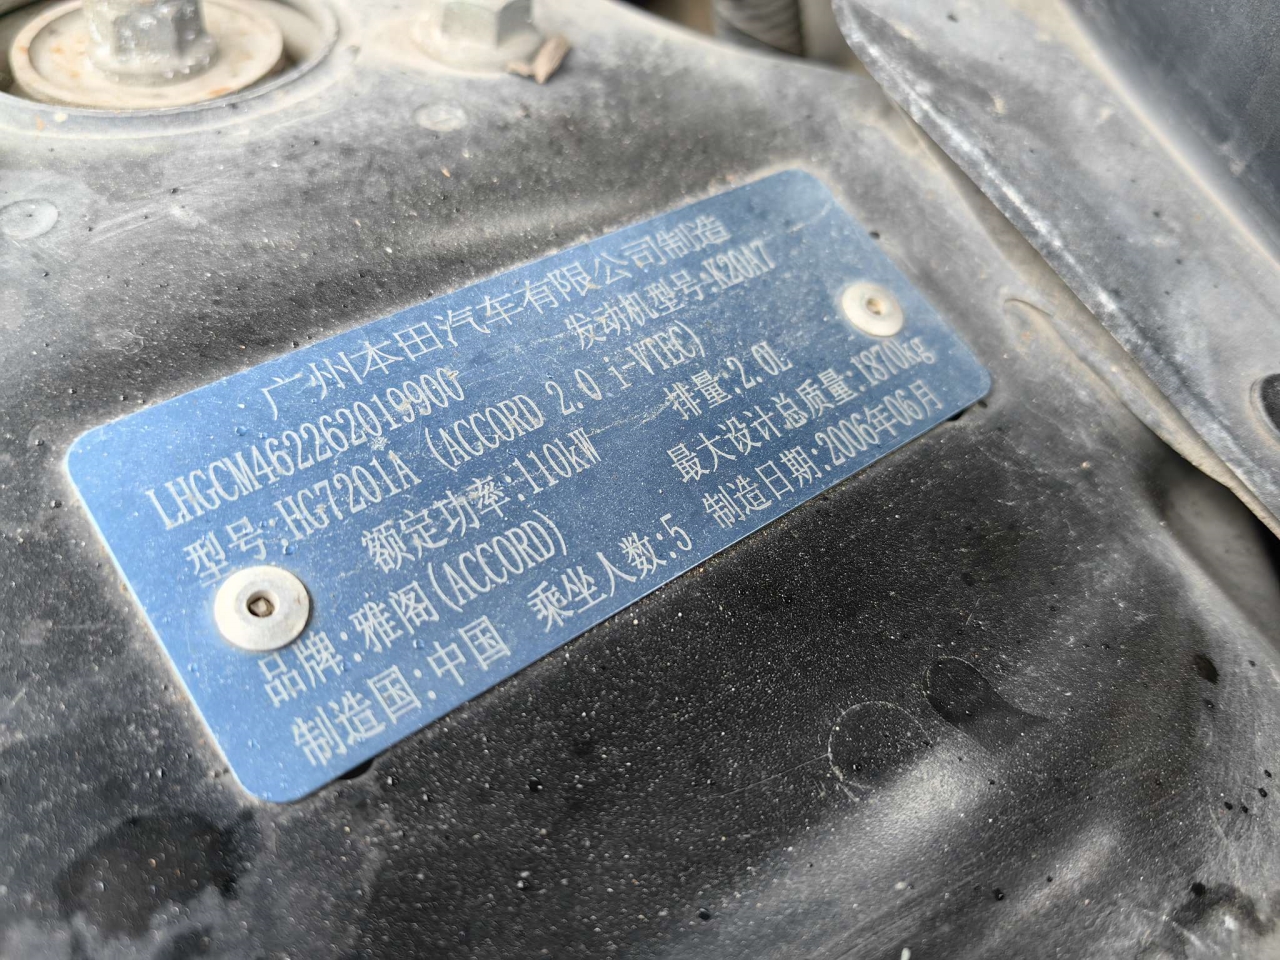 广州本田汽车有限公司制造
LHGCM462262019900 发动机型号:K20A7
型号:HG7201A (ACCORD 2.0 i-VTEC)
额定功率:110kW 排量:2.0L
品牌:雅阁(ACCORD) 最大设计总质量:1870kg
制造国:中国 乘坐人数:5 制造日期:2006年06月